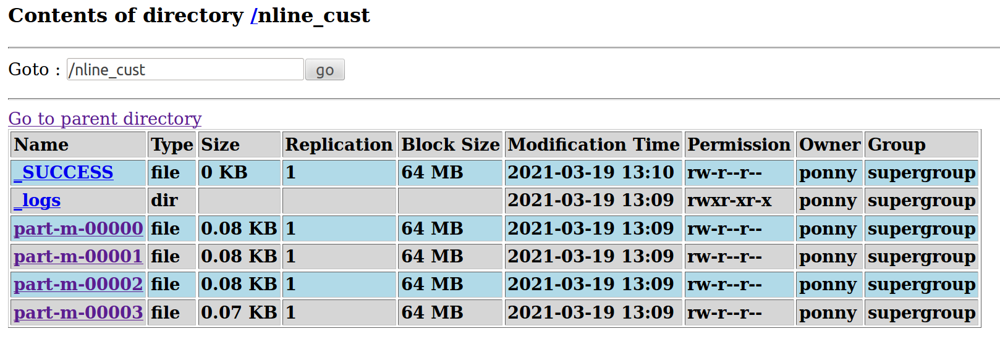 Contents of directory /nline_cust
Goto : /nline_cust go
Go to parent directory
Name Type Size Replication Block Size Modification Time Permission Owner Group
_SUCCESS file 0 KB 1 64 MB 2021-03-19 13:10 rw-r--r-- ponny supergroup
_logs dir 2021-03-19 13:09 rwxr-xr-x ponny supergroup
part-m-00000 file 0.08 KB 1 64 MB 2021-03-19 13:09 rw-r--r-- ponny supergroup
part-m-00001 file 0.08 KB 1 64 MB 2021-03-19 13:09 rw-r--r-- ponny supergroup
part-m-00002 file 0.08 KB 1 64 MB 2021-03-19 13:09 rw-r--r-- ponny supergroup
part-m-00003 file 0.07 KB 1 64 MB 2021-03-19 13:09 rw-r--r-- ponny supergroup